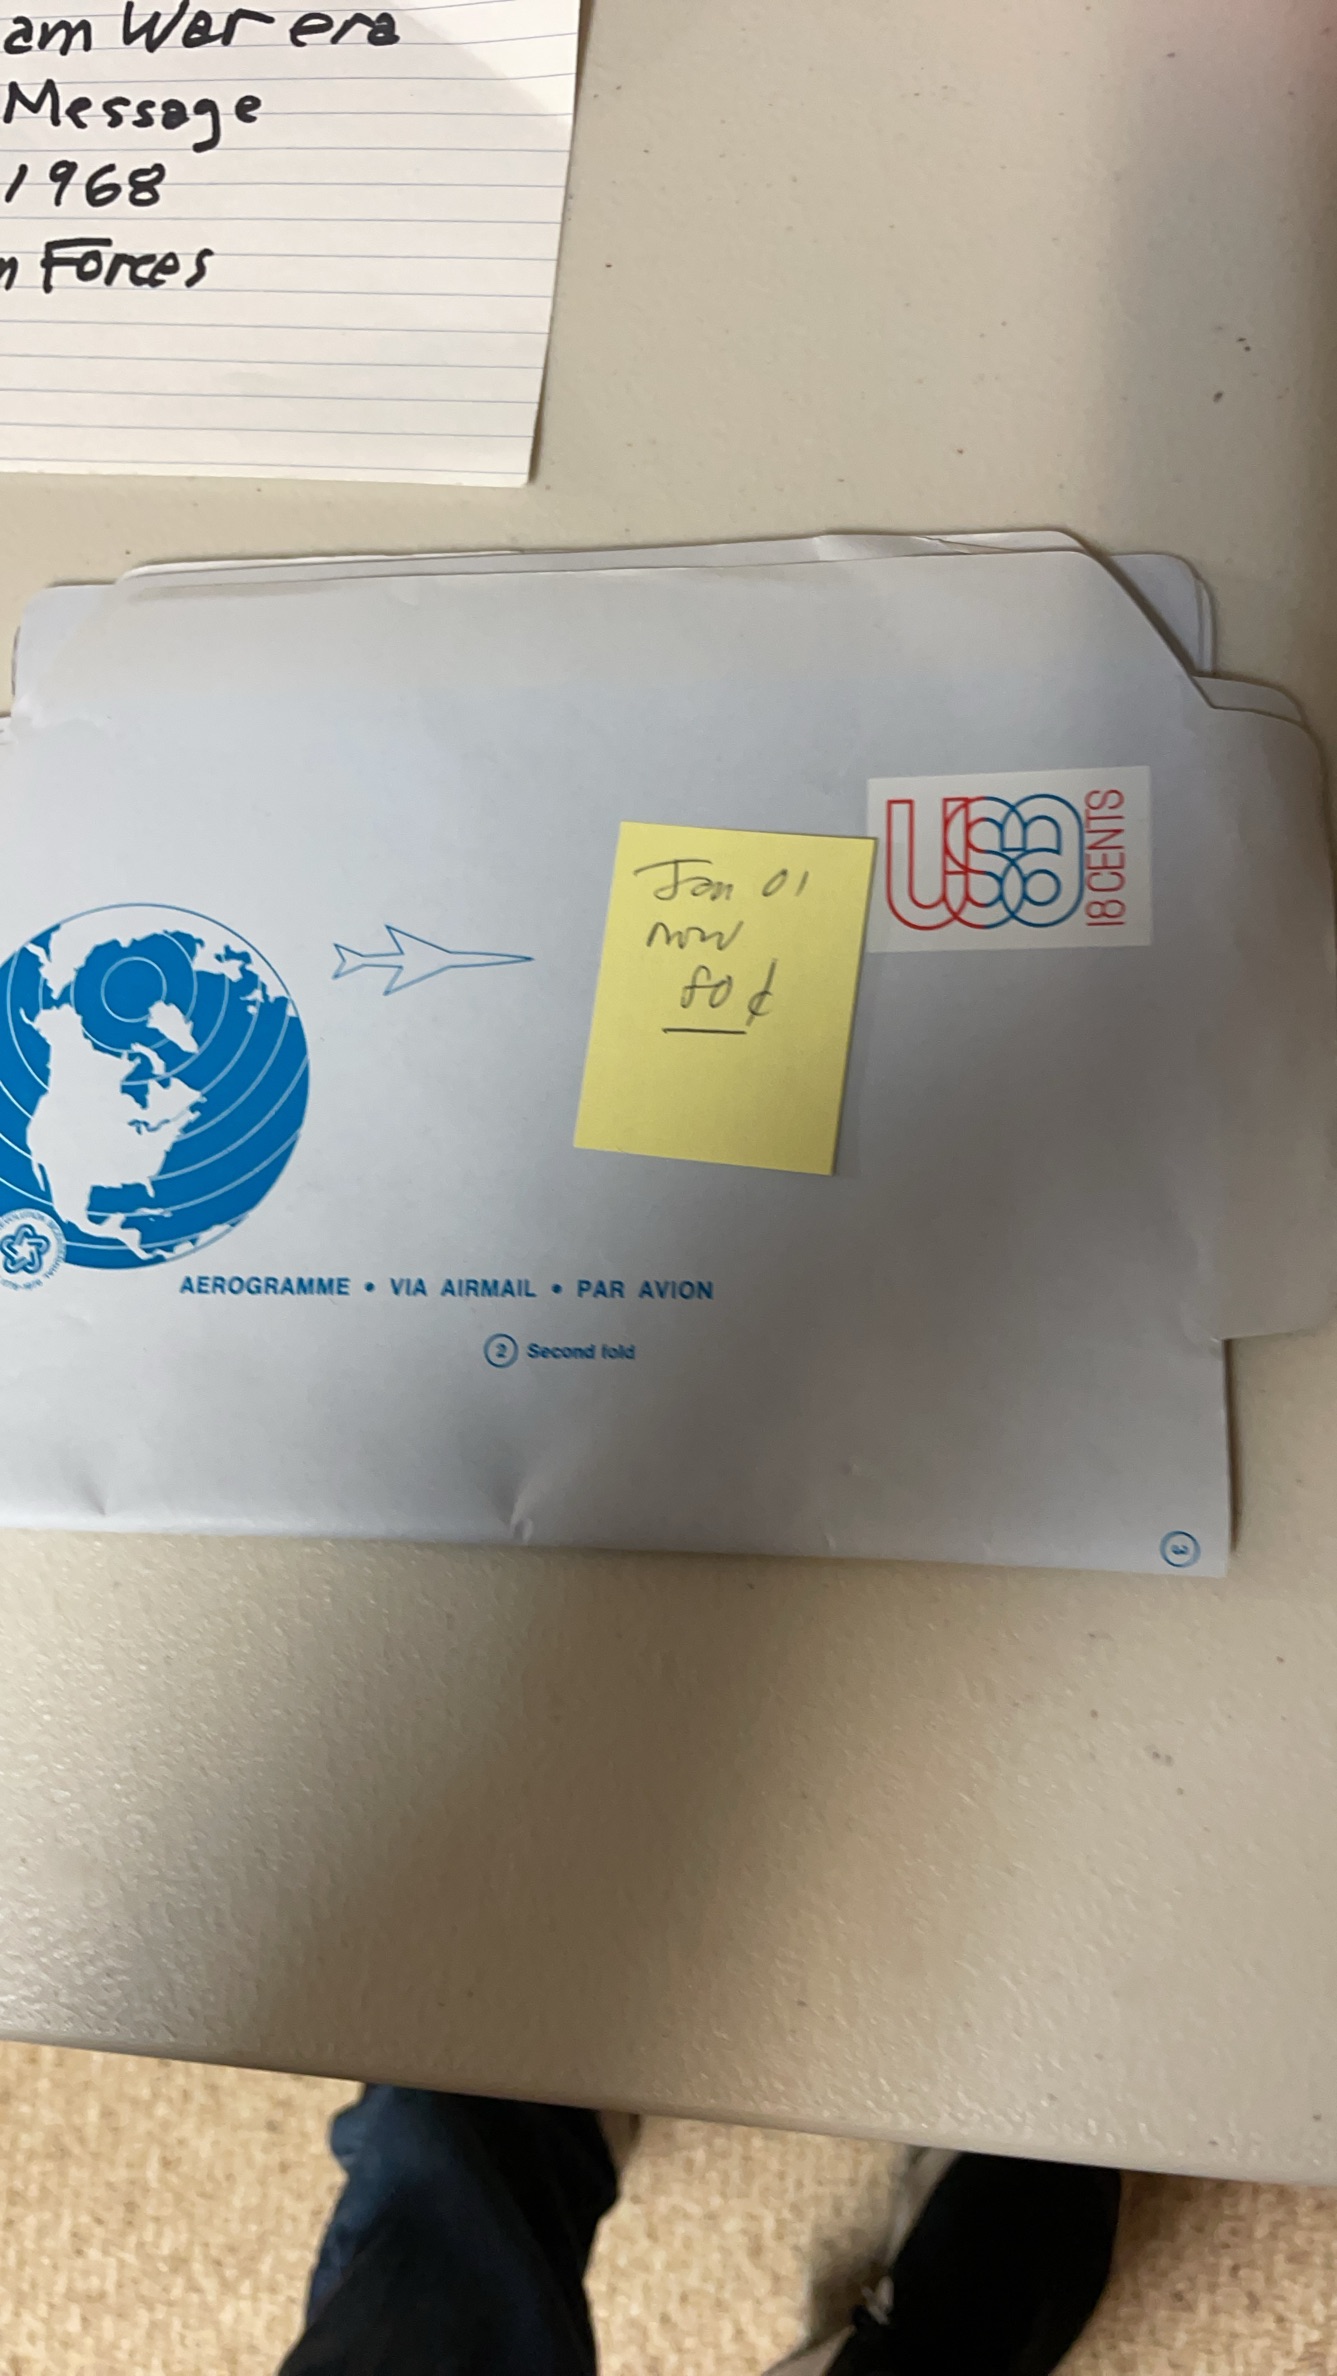 am War era
Message
1968
n Forces
USA
18 CENTS
Jan 01
now
80¢
AEROGRAMME • VIA AIRMAIL • PAR AVION
2 Second fold
3